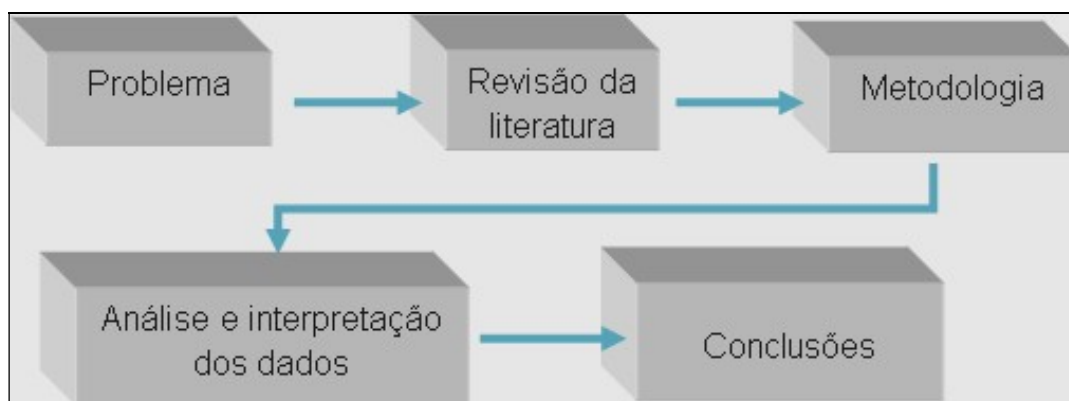 Problema
Revisão da
literatura
Metodologia
Análise e interpretação
dos dados
Conclusões